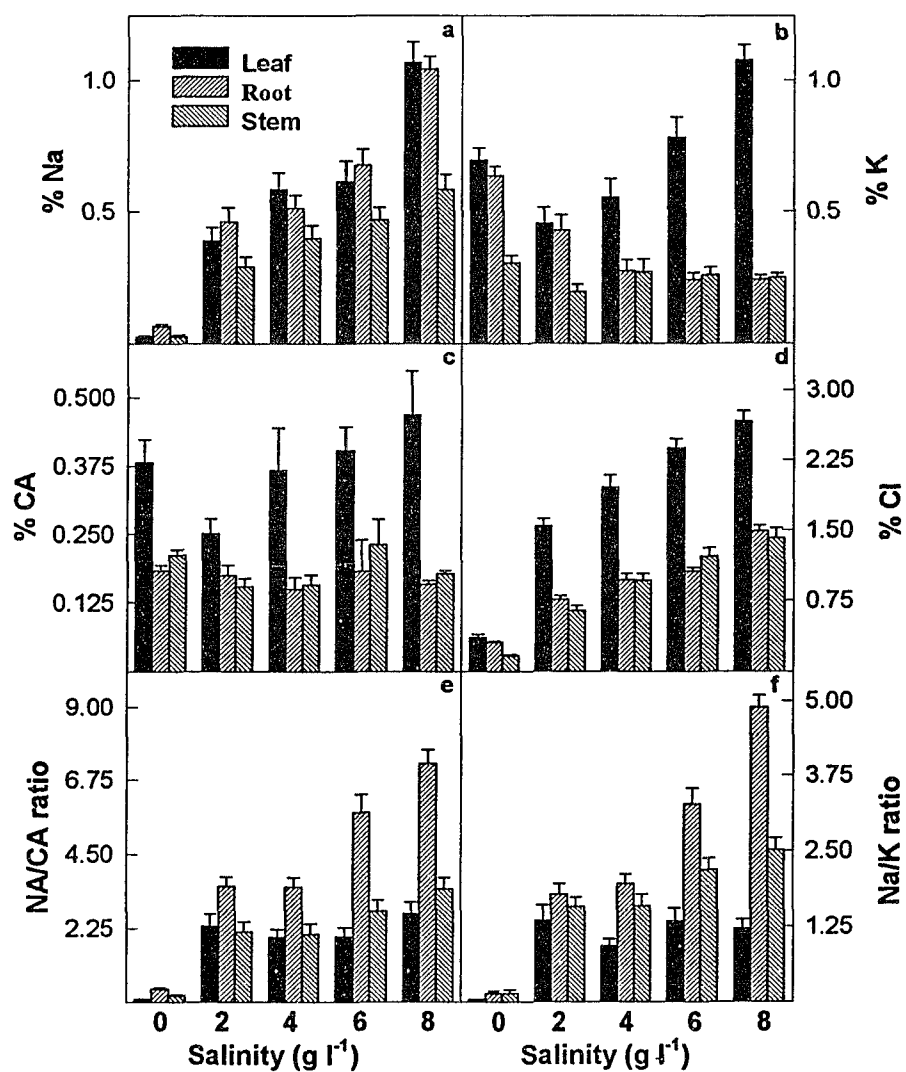 a
b
Leaf
Root
Stem
1.0
0.5
% Na
1.0
0.5
% K
c
d
0.500
0.375
0.250
0.125
% CA
3.00
2.25
1.50
0.75
% Cl
e
f
9.00
6.75
4.50
2.25
NA/CA ratio
5.00
3.75
2.50
1.25
Na/K ratio
0 2 4 6 8
0 2 4 6 8
Salinity (g l⁻¹)
Salinity (g l⁻¹)